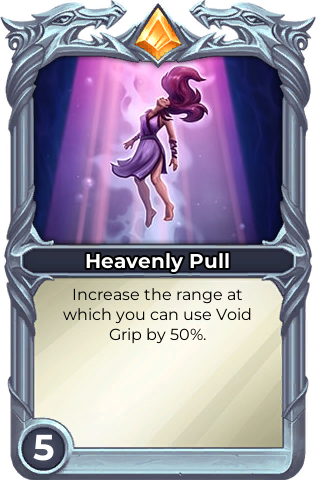 Heavenly Pull
Increase the range at
which you can use Void
Grip by 50%.
5